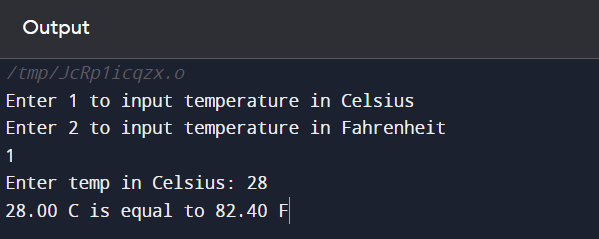 Output
/tmp/JcRp1icqzx.o
Enter 1 to input temperature in Celsius
Enter 2 to input temperature in Fahrenheit
1
Enter temp in Celsius: 28
28.00 C is equal to 82.40 F